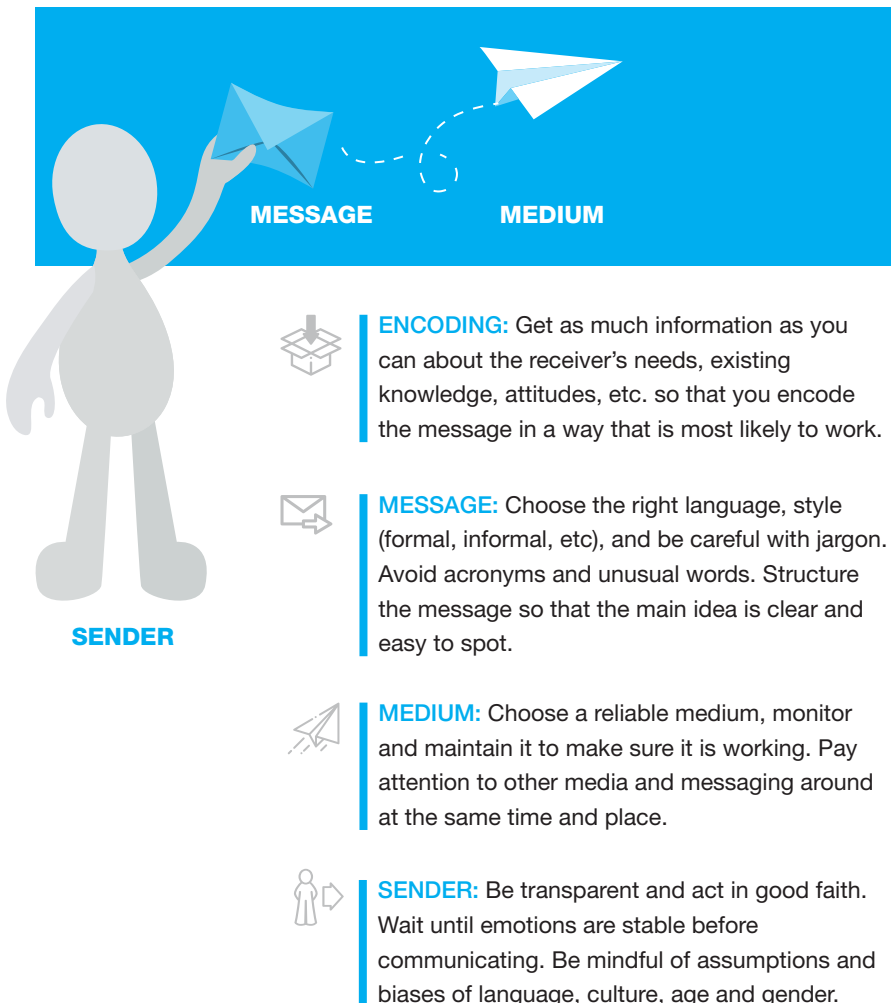 MESSAGE
MEDIUM
SENDER
ENCODING: Get as much information as you
can about the receiver’s needs, existing
knowledge, attitudes, etc. so that you encode
the message in a way that is most likely to work.
MESSAGE: Choose the right language, style
(formal, informal, etc), and be careful with jargon.
Avoid acronyms and unusual words. Structure
the message so that the main idea is clear and
easy to spot.
MEDIUM: Choose a reliable medium, monitor
and maintain it to make sure it is working. Pay
attention to other media and messaging around
at the same time and place.
SENDER: Be transparent and act in good faith.
Wait until emotions are stable before
communicating. Be mindful of assumptions and
biases of language, culture, age and gender.